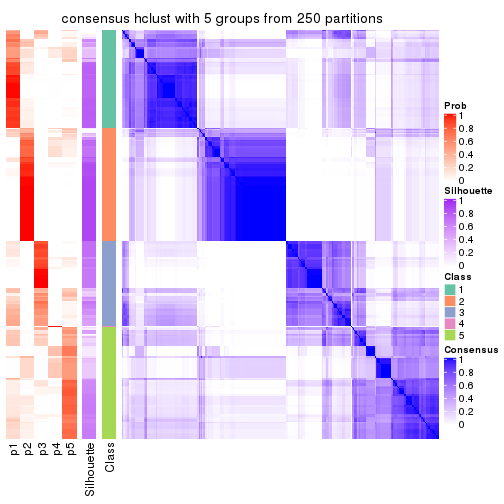 consensus hclust with 5 groups from 250 partitions
Prob
1
0.8
0.6
0.4
0.2
0
Silhouette
1
0.8
0.6
0.4
0.2
0
Class
1
2
3
4
5
Consensus
1
0.8
0.6
0.4
0.2
0
p1
p2
p3
p4
p5
Silhouette
Class